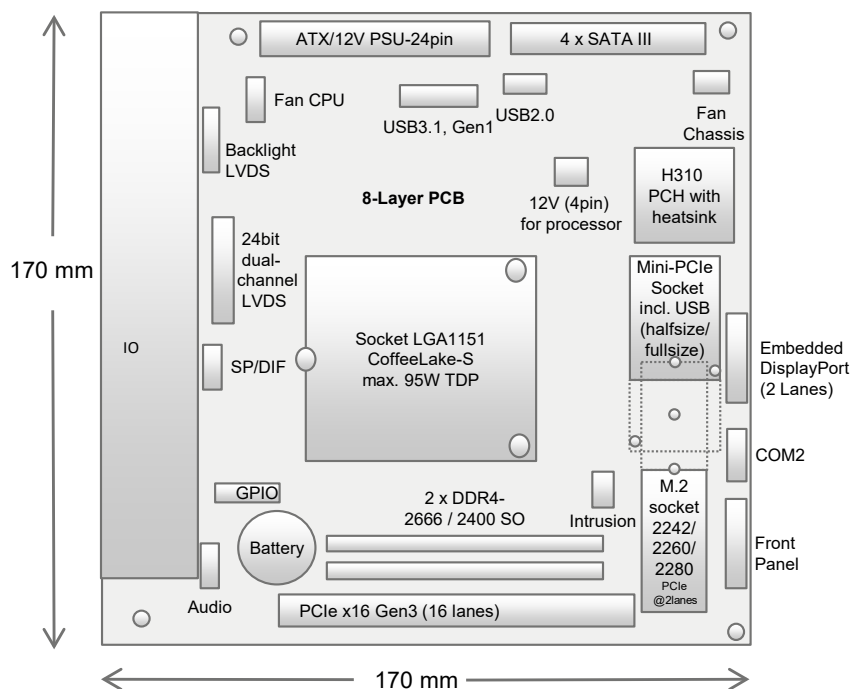 ATX/12V PSU-24pin
4 x SATA III
Fan CPU
USB3.1, Gen1
USB2.0
Fan
Chassis
Backlight
LVDS
8-Layer PCB
12V (4pin)
for processor
H310
PCH with
heatsink
170 mm
24bit
dual-
channel
LVDS
Mini-PCIe
Socket
incl. USB
(halfsize/
fullsize)
IO
Socket LGA1151
CoffeeLake-S
max. 95W TDP
SP/DIF
Embedded
DisplayPort
(2 Lanes)
COM2
GPIO
2 x DDR4-
2666 / 2400 SO
Intrusion
M.2
socket
2242/
2260/
2280
PCIe
@2lanes
Battery
Front
Panel
Audio
PCIe x16 Gen3 (16 lanes)
170 mm